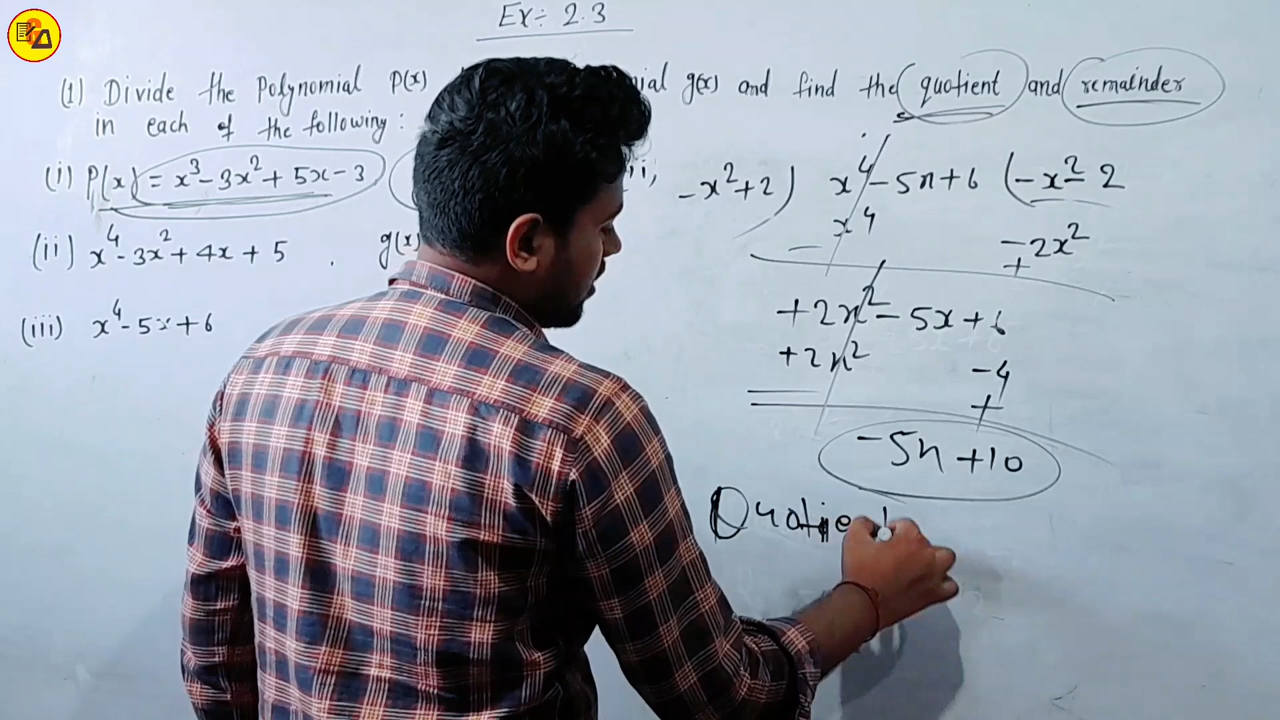 Ex÷ 2.3
(1) Divide the Polynomial P(x) ial g(x) and find the quotient and remainder
in each of the following:
(i) P(x) = x³ - 3x² + 5x - 3
(ii) x⁴ - 3x² + 4x + 5 , g(x)
(iii) x⁴ - 5x + 6
-x² + 2 ) x⁴ - 5x + 6 ( -x² - 2
x⁴ - 2x²
- +
+2x² - 5x + 6
+2x² - 4
+
-5x + 10
Quotie